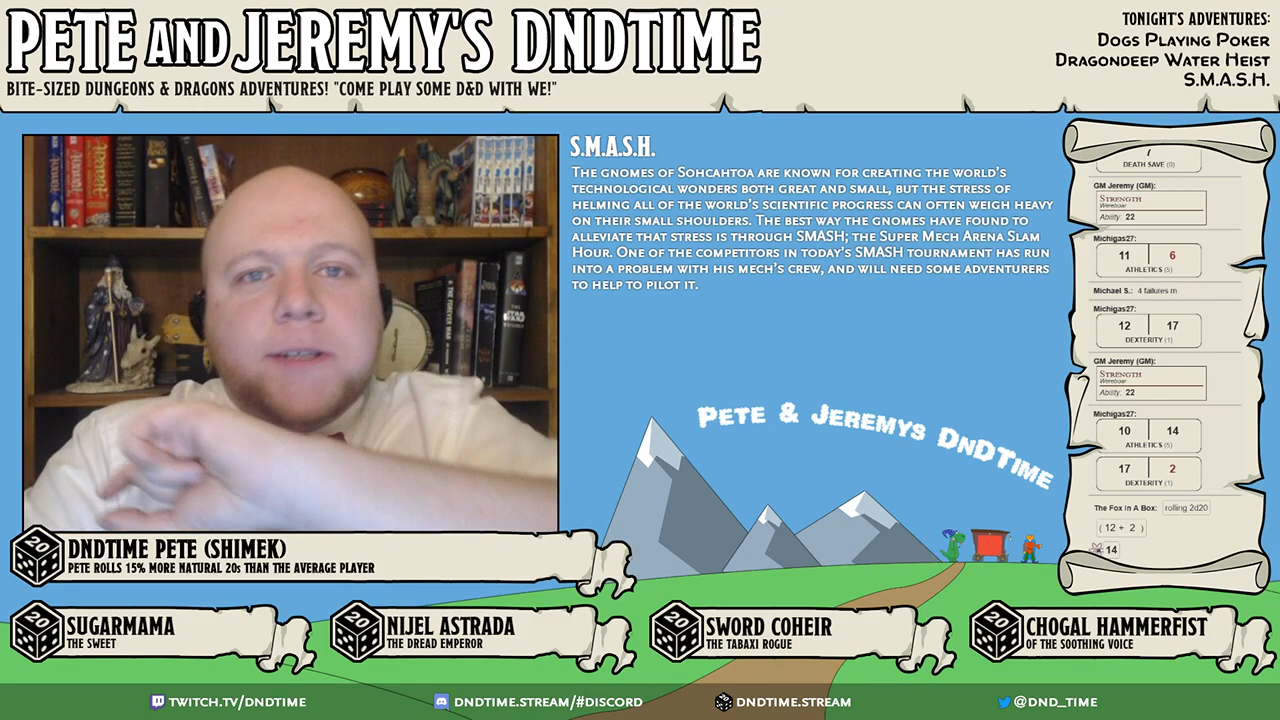 PETE AND JEREMY'S DNDTIME
BITE-SIZED DUNGEONS & DRAGONS ADVENTURES! "COME PLAY SOME D&D WITH WE!"
TONIGHT'S ADVENTURES:
DOGS PLAYING POKER
DRAGONDEEP WATER HEIST
S.M.A.S.H.
S.M.A.S.H.
THE GNOMES OF SOHCAHTOA ARE KNOWN FOR CREATING THE WORLD'S
TECHNOLOGICAL WONDERS BOTH GREAT AND SMALL, BUT THE STRESS OF
HELMING ALL OF THE WORLD'S SCIENTIFIC PROGRESS CAN OFTEN WEIGH HEAVY
ON THEIR SMALL SHOULDERS. THE BEST WAY THE GNOMES HAVE FOUND TO
ALLEVIATE THAT STRESS IS THROUGH SMASH; THE SUPER MECH ARENA SLAM
HOUR. ONE OF THE COMPETITORS IN TODAY'S SMASH TOURNAMENT HAS RUN
INTO A PROBLEM WITH HIS MECH'S CREW, AND WILL NEED SOME ADVENTURERS
TO HELP TO PILOT IT.
DEATH SAVE (0)
GM Jeremy (GM):
STRENGTH
Wereboar
Ability: 22
Michigas27:
11 6
ATHLETICS (5)
Michael S.: 4 failures m
Michigas27:
12 17
DEXTERITY (1)
GM Jeremy (GM):
STRENGTH
Wereboar
Ability: 22
Michigas27:
10 14
ATHLETICS (5)
17 2
DEXTERITY (1)
The Fox In A Box: rolling 2d20
(12 + 2)
14
PETE & JEREMYS DNDTIME
20
DNDTIME PETE (SHIMEK)
PETE ROLLS 15% MORE NATURAL 20S THAN THE AVERAGE PLAYER
20
SUGARMAMA
THE SWEET
20
NIJEL ASTRADA
THE DREAD EMPEROR
20
SWORD COHEIR
THE TABAXI ROGUE
20
CHOGAL HAMMERFIST
OF THE SOOTHING VOICE
TWITCH.TV/DNDTIME
DNDTIME.STREAM/#DISCORD
DNDTIME.STREAM
@DND_TIME